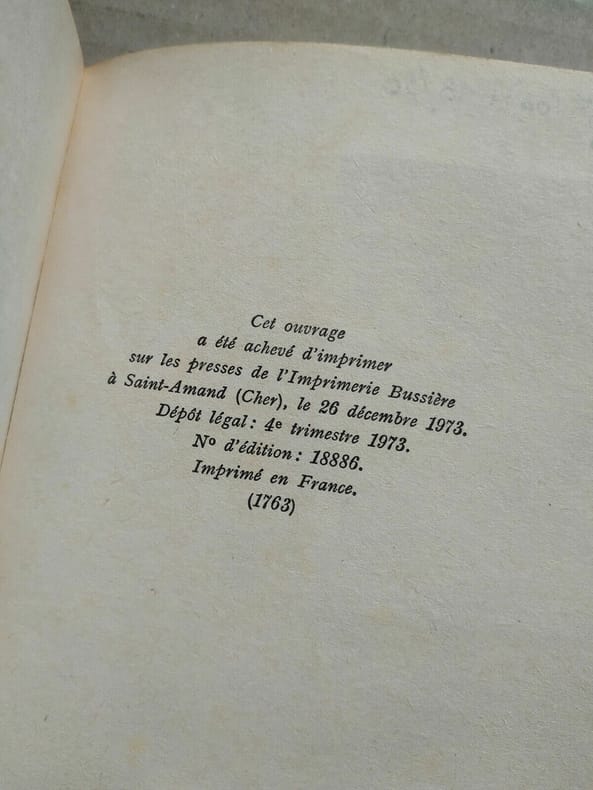 Cet ouvrage
a été achevé d'imprimer
sur les presses de l'Imprimerie Bussière
à Saint-Amand (Cher), le 26 décembre 1973.
Dépôt légal : 4e trimestre 1973.
No d'édition : 18886.
Imprimé en France.
(1763)